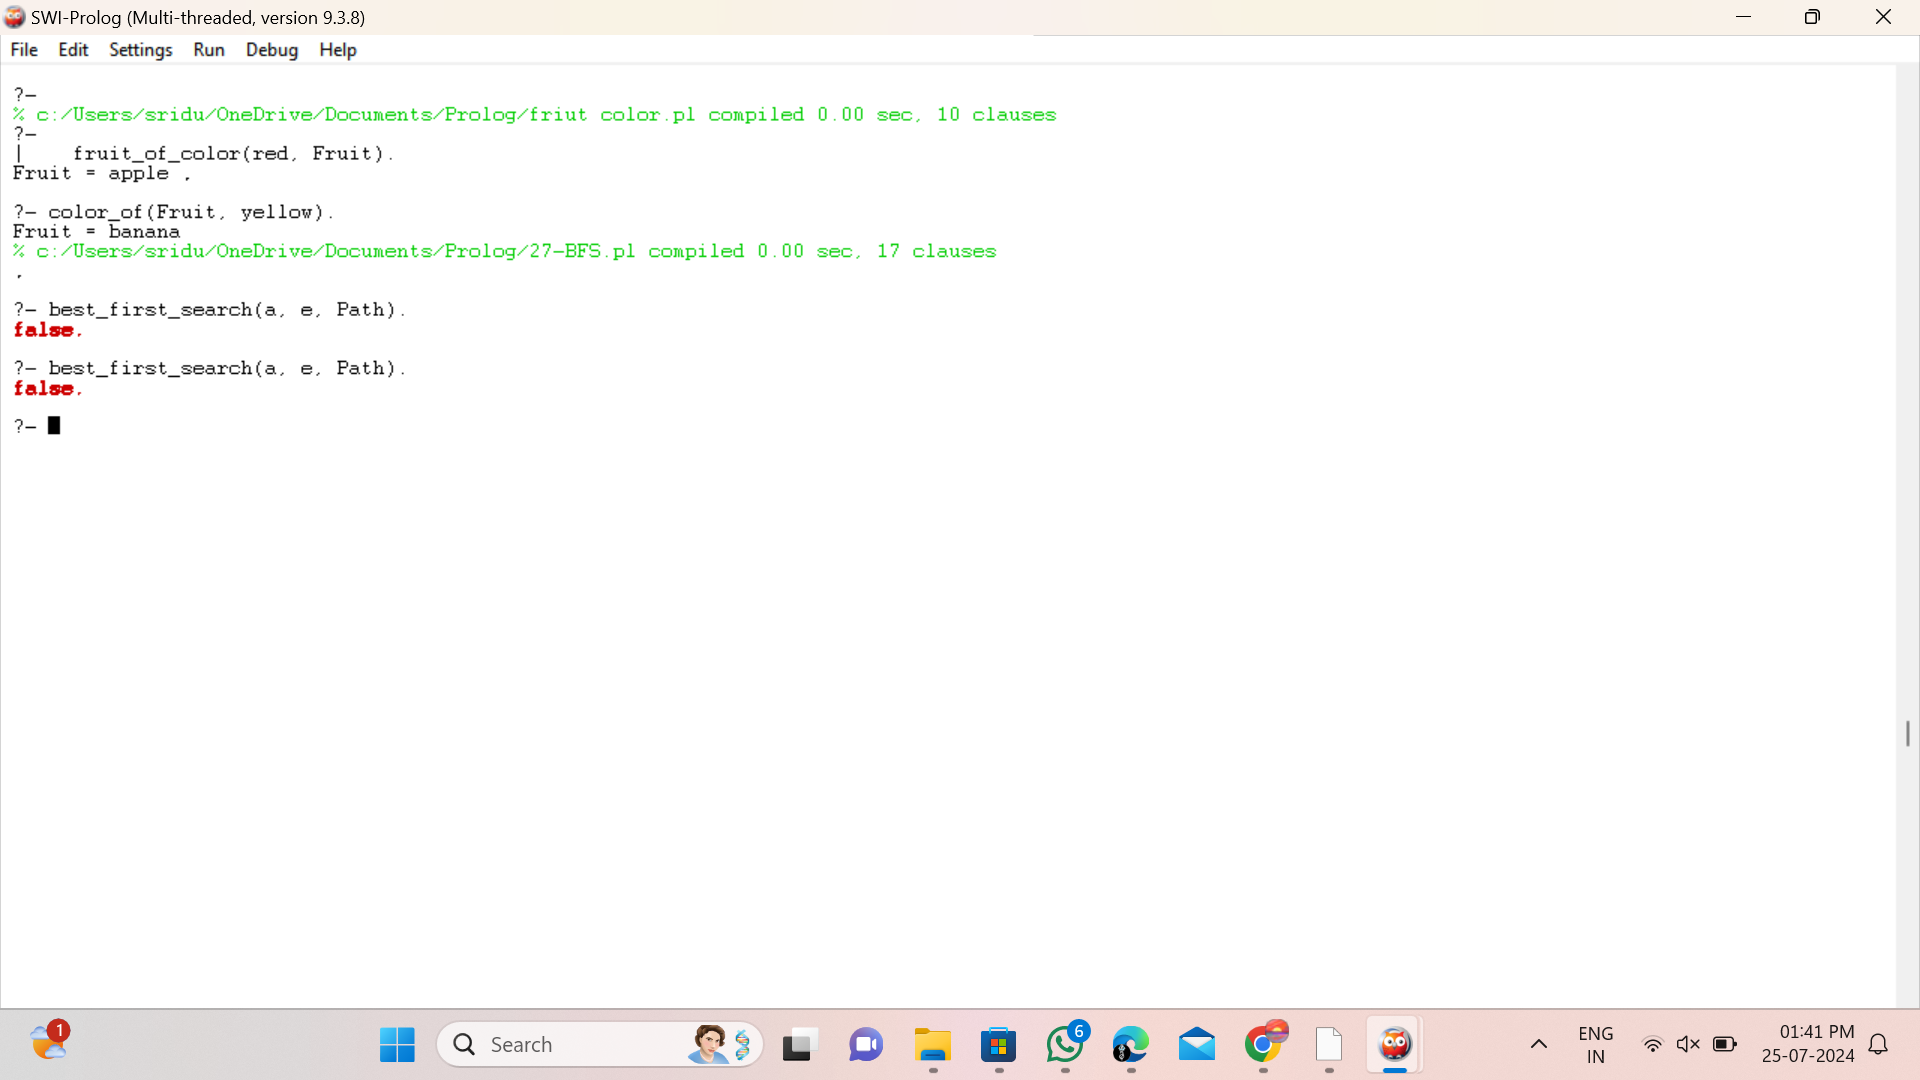 SWI-Prolog (Multi-threaded, version 9.3.8)
File Edit Settings Run Debug Help
?-
% c:/Users/sridu/OneDrive/Documents/Prolog/friut color.pl compiled 0.00 sec, 10 clauses
?-
| fruit_of_color(red, Fruit).
Fruit = apple .
?- color_of(Fruit, yellow).
Fruit = banana
% c:/Users/sridu/OneDrive/Documents/Prolog/27-BFS.pl compiled 0.00 sec, 17 clauses
.
?- best_first_search(a, e, Path).
false.
?- best_first_search(a, e, Path).
false.
?-
1
Search
6
ENG
IN
01:41 PM
25-07-2024